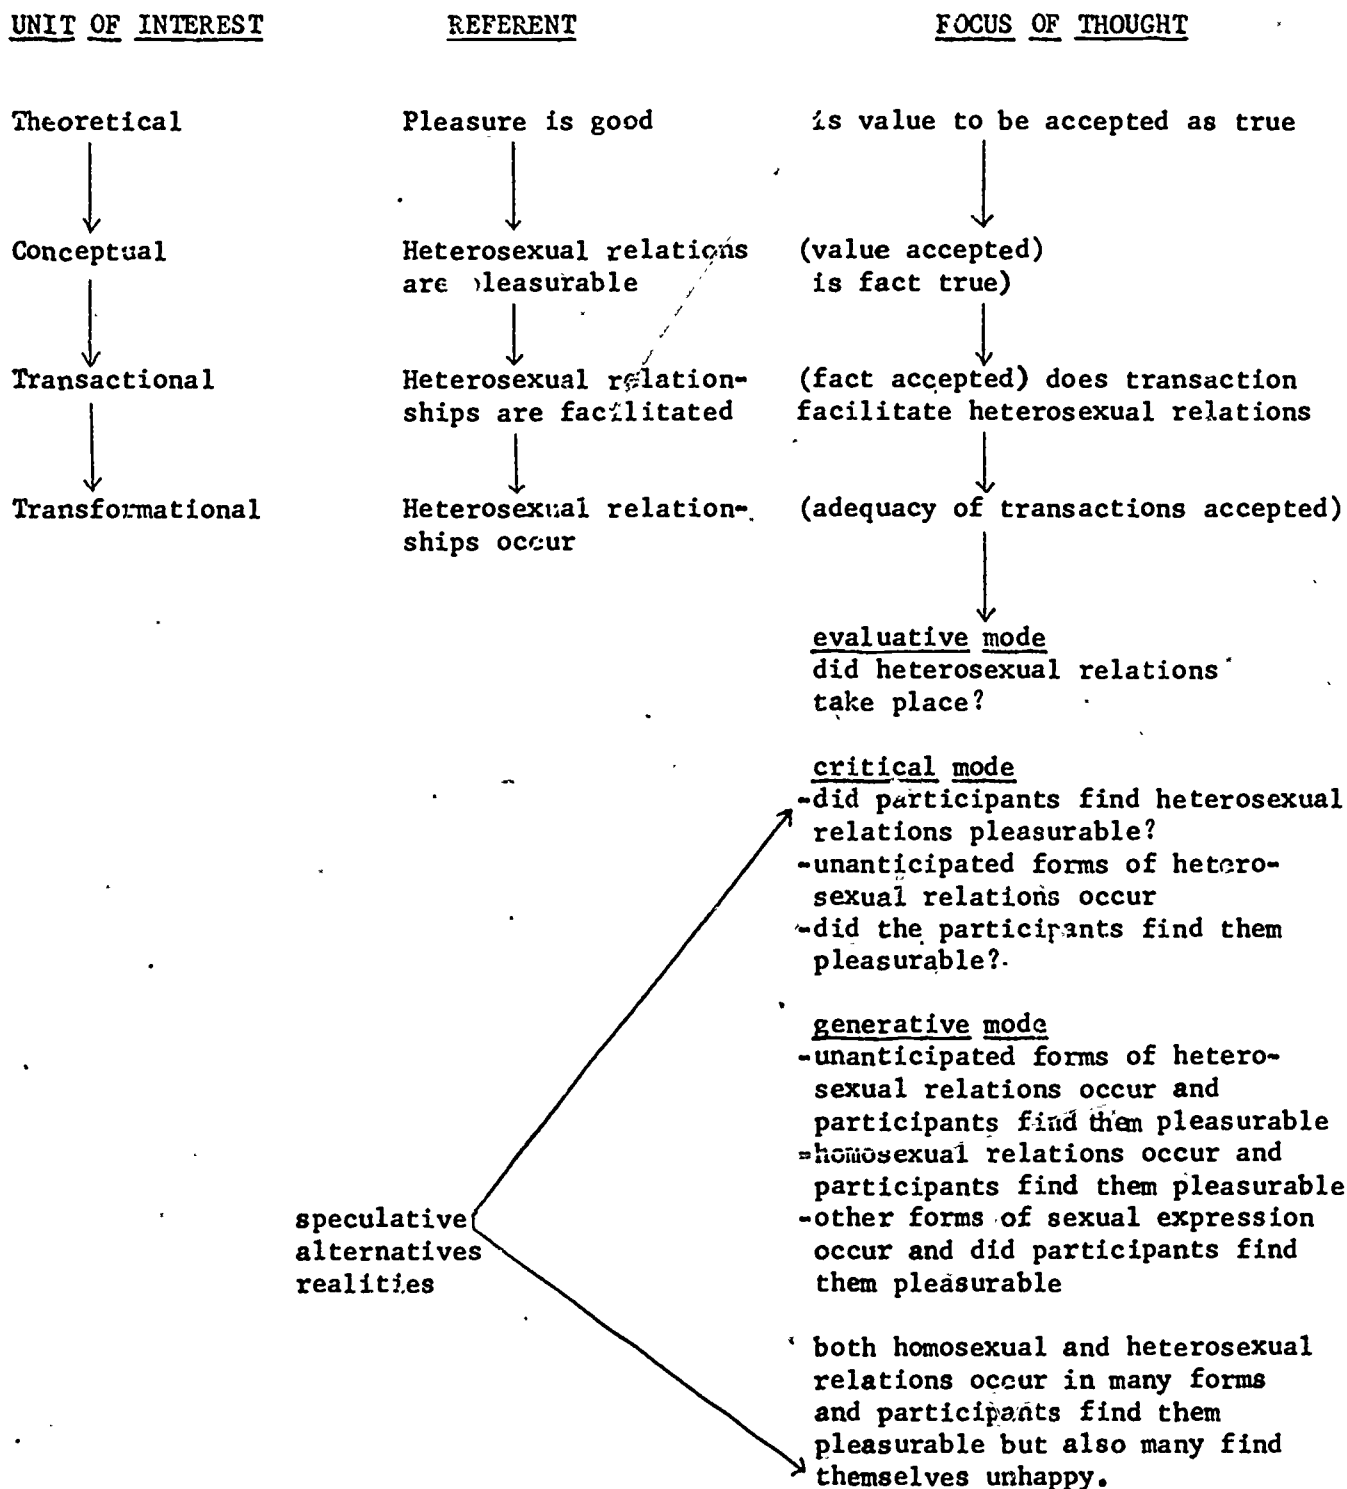 UNIT OF INTEREST REFERENT FOCUS OF THOUGHT
Theoretical Pleasure is good is value to be accepted as true
Conceptual Heterosexual relations (value accepted)
are pleasurable is fact true)
Transactional Heterosexual relation- (fact accepted) does transaction
ships are facilitated facilitate heterosexual relations
Transformational Heterosexual relation- (adequacy of transactions accepted)
ships occur
evaluative mode
did heterosexual relations
take place?
critical mode
-did participants find heterosexual
relations pleasurable?
-unanticipated forms of hetero-
sexual relations occur
-did the participants find them
pleasurable?
generative mode
-unanticipated forms of hetero-
sexual relations occur and
participants find them pleasurable
-homosexual relations occur and
participants find them pleasurable
-other forms of sexual expression
occur and did participants find
them pleasurable
speculative
alternatives
realities
both homosexual and heterosexual
relations occur in many forms
and participants find them
pleasurable but also many find
themselves unhappy.